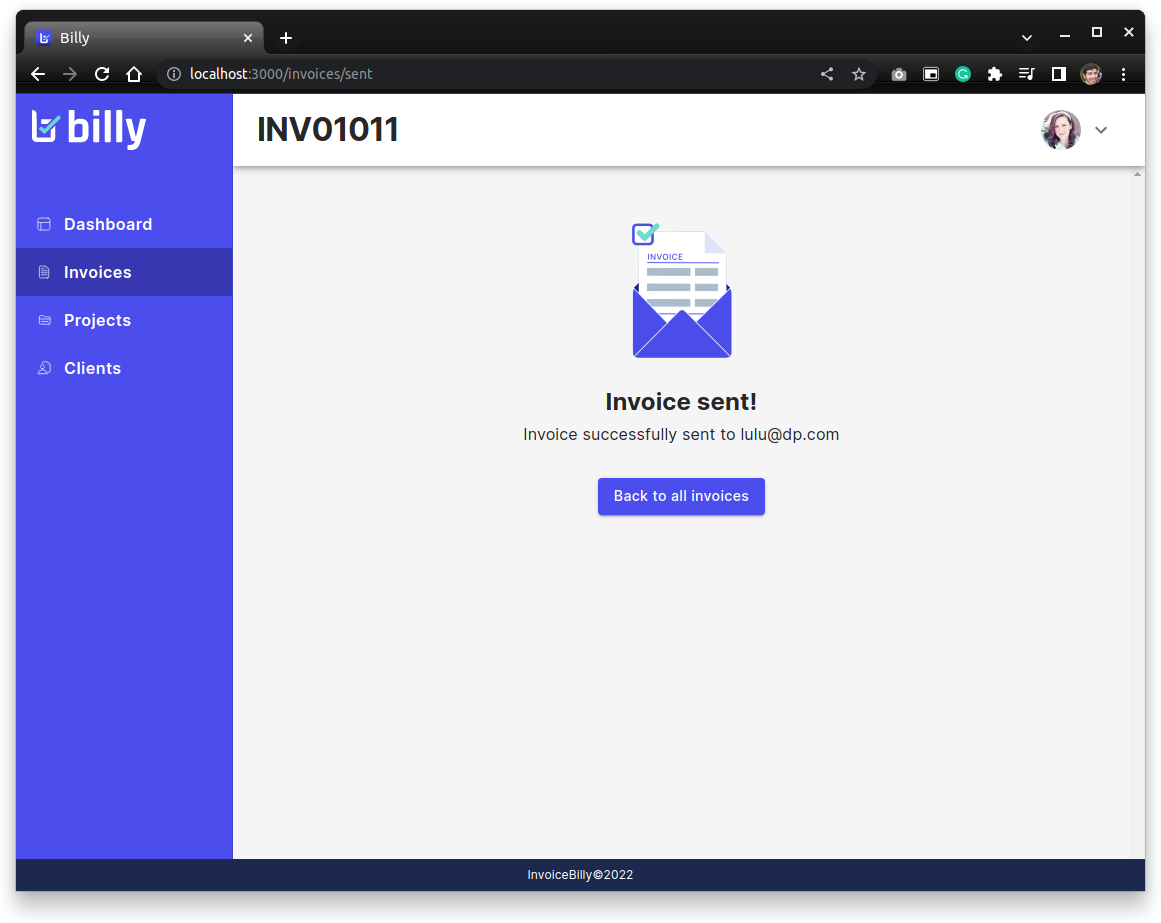 Billy
localhost:3000/invoices/sent
billy
INV01011
Dashboard
Invoices
Projects
Clients
INVOICE
Invoice sent!
Invoice successfully sent to lulu@dp.com
Back to all invoices
InvoiceBilly©2022